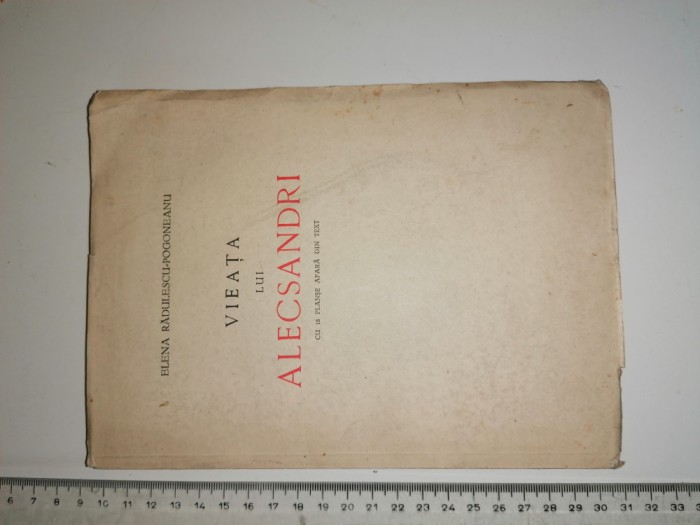 ELENA RĂDULESCU-POGONEANU
VIEAȚA
LUI
ALECSANDRI
CU 16 PLANȘE AFARĂ DIN TEXT
6 7 8 9 10 11 12 13 14 15 16 17 18 19 20 21 22 23 24 25 26 27 28 29 30 31 32 33